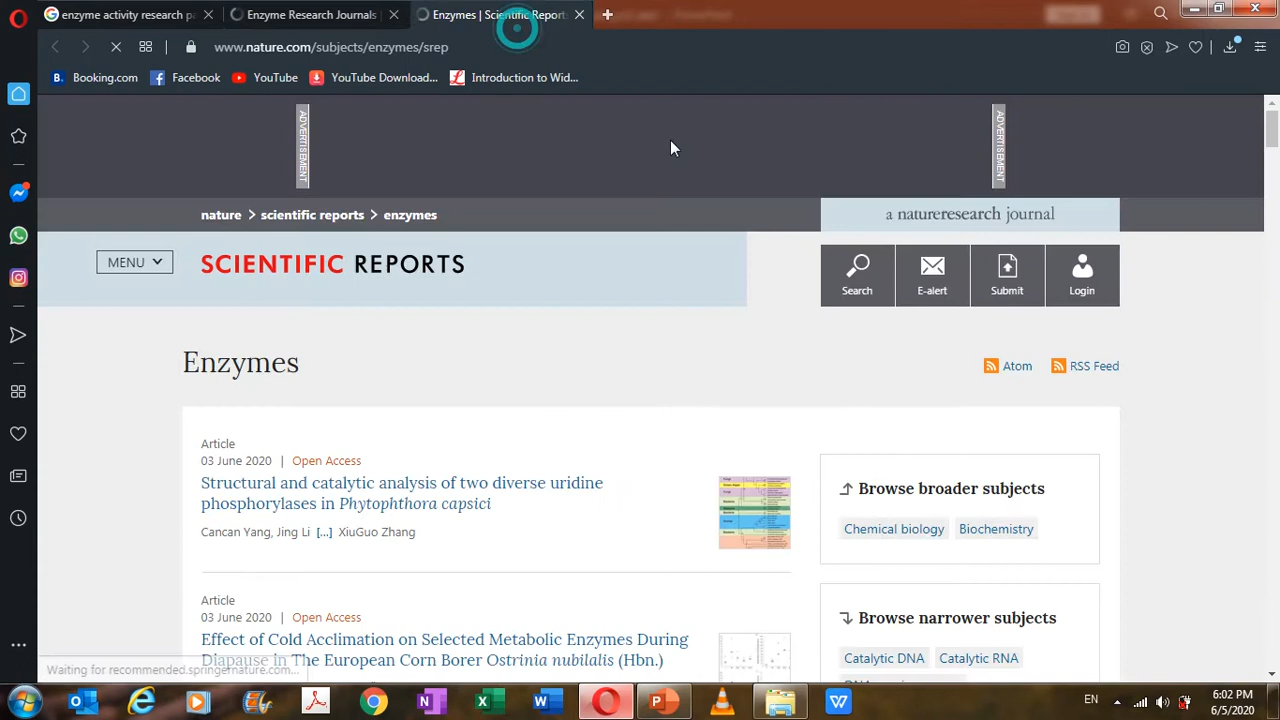 enzyme activity research p
Enzyme Research Journals
Enzymes | Scientific Report
www.nature.com/subjects/enzymes/srep
B. Booking.com
Facebook
YouTube
YouTube Download...
Introduction to Wid...
ADVERTISEMENT
ADVERTISEMENT
nature > scientific reports > enzymes
a natureresearch journal
MENU
SCIENTIFIC REPORTS
Search
E-alert
Submit
Login
Enzymes
Atom
RSS Feed
Article
03 June 2020 | Open Access
Structural and catalytic analysis of two diverse uridine
phosphorylases in Phytophthora capsici
Cancan Yang, Jing Li [...] XiuGuo Zhang
Browse broader subjects
Chemical biology
Biochemistry
Article
03 June 2020 | Open Access
Effect of Cold Acclimation on Selected Metabolic Enzymes During
Diapause in The European Corn Borer Ostrinia nubilalis (Hbn.)
Browse narrower subjects
Catalytic DNA
Catalytic RNA
Waiting for recommended.springernature.com...
EN
6:02 PM
6/5/2020